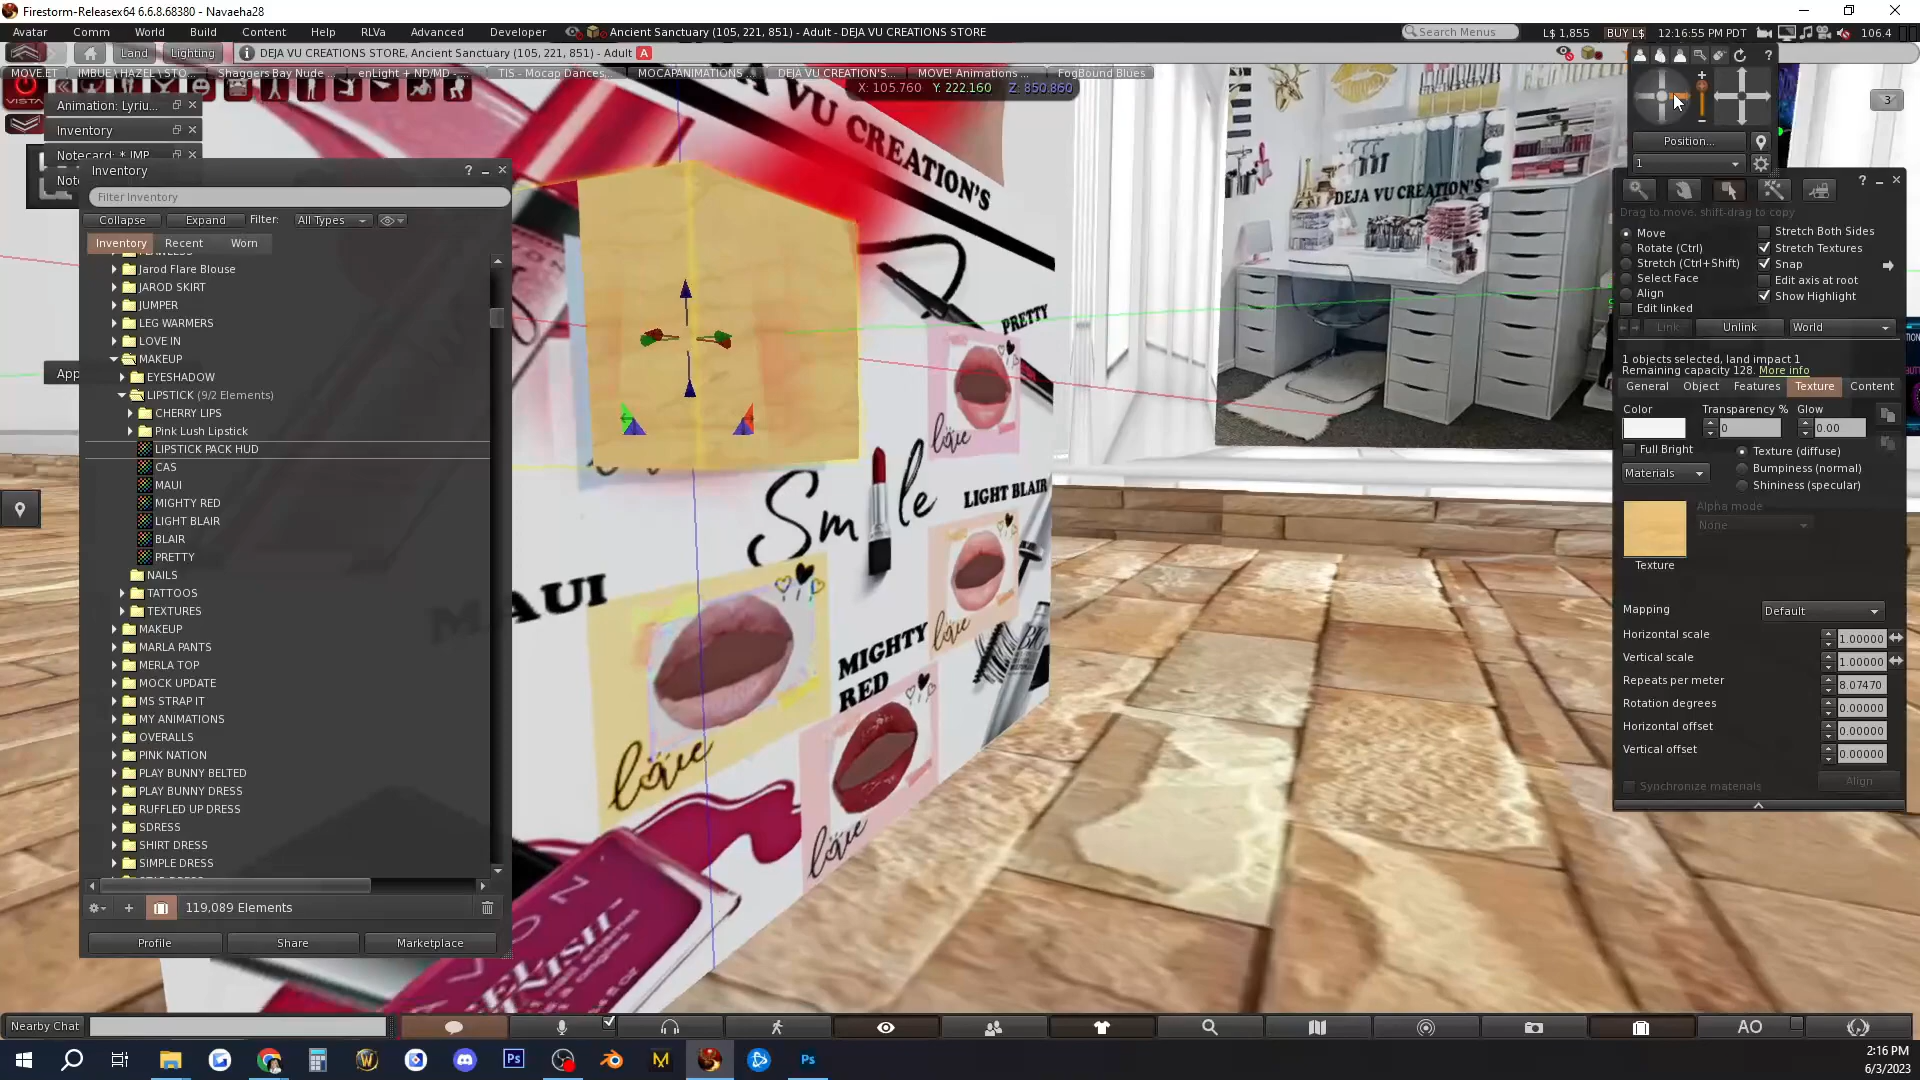 Firestorm-Releasex64 6.6.8.68380 - Navaeha28
Avatar Comm World Build Content Help RLVa Advanced Developer Ancient Sanctuary (105, 221, 851) - Adult - DEJA VU CREATIONS STORE
Search Menus L$ 1,855 BUY L$ 12:16:55 PM PDT 106.4
Land Lighting DEJA VU CREATIONS STORE, Ancient Sanctuary (105, 221, 851) - Adult A
MOVE.ET IMBUE \ HAZEL \ STO... Shaggers Bay Nude ... enLight + ND/MD - ... TIS - Mocap Dances... MOCAPANIMATIONS ... DEJA VU CREATION'S... MOVE! Animations ... FogBound Blues
VISTA
X: 105.760 Y: 222.160 Z: 850.860
3
Animation: Lyriu...
Inventory
Notecard: * IMP...
App
Position...
1
Inventory
Filter Inventory
Collapse Expand Filter: All Types
Inventory Recent Worn
FLAWLESS
Jarod Flare Blouse
JAROD SKIRT
JUMPER
LEG WARMERS
LOVE IN
MAKEUP
EYESHADOW
LIPSTICK (9/2 Elements)
CHERRY LIPS
Pink Lush Lipstick
LIPSTICK PACK HUD
CAS
MAUI
MIGHTY RED
LIGHT BLAIR
BLAIR
PRETTY
NAILS
TATTOOS
TEXTURES
MAKEUP
MARLA PANTS
MERLA TOP
MOCK UPDATE
MS STRAP IT
MY ANIMATIONS
OVERALLS
PINK NATION
PLAY BUNNY BELTED
PLAY BUNNY DRESS
RUFFLED UP DRESS
SDRESS
SHIRT DRESS
SIMPLE DRESS
119,089 Elements
Profile Share Marketplace
DEJA VU CREATION'S
DEJA VU CREATION'S
PRETTY
love
Smile
LIGHT BLAIR
love
MAUI
love
MIGHTY
RED
love
Drag to move, shift-drag to copy
Move
Rotate (Ctrl)
Stretch (Ctrl+Shift)
Select Face
Align
Edit linked
Stretch Both Sides
Stretch Textures
Snap
Edit axis at root
Show Highlight
Link Unlink World
1 objects selected, land impact 1
Remaining capacity 128. More info
General Object Features Texture Content
Color Transparency % Glow
0 0.00
Full Bright
Materials
Texture (diffuse)
Bumpiness (normal)
Shininess (specular)
Alpha mode
None
Texture
Mapping Default
Horizontal scale 1.00000
Vertical scale 1.00000
Repeats per meter 8.07470
Rotation degrees 0.00000
Horizontal offset 0.00000
Vertical offset 0.00000
Synchronize materials Align
Nearby Chat
AO
2:16 PM
6/3/2023